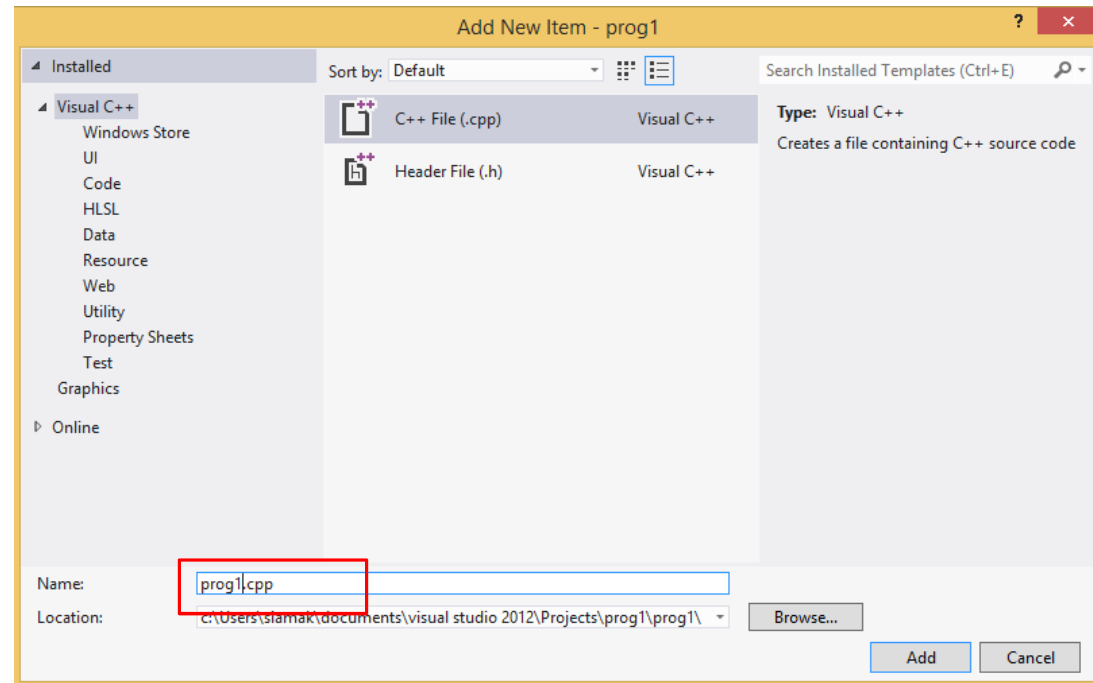 Add New Item - prog1
?
×
Installed
Sort by: Default
Search Installed Templates (Ctrl+E)
Visual C++
Windows Store
UI
Code
HLSL
Data
Resource
Web
Utility
Property Sheets
Test
Graphics
Online
C++ File (.cpp) Visual C++
Header File (.h) Visual C++
Type: Visual C++
Creates a file containing C++ source code
Name: prog1.cpp
Location: c:\Users\siamak\documents\visual studio 2012\Projects\prog1\prog1\
Browse...
Add
Cancel